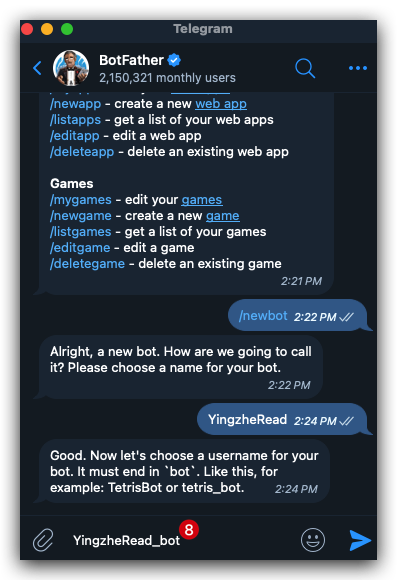 Telegram
BotFather
2,150,321 monthly users
/newapp - create a new web app
/listapps - get a list of your web apps
/editapp - edit a web app
/deleteapp - delete an existing web app
Games
/mygames - edit your games
/newgame - create a new game
/listgames - get a list of your games
/editgame - edit a game
/deletegame - delete an existing game
2:21 PM
/newbot 2:22 PM
Alright, a new bot. How are we going to call
it? Please choose a name for your bot.
2:22 PM
YingzheRead 2:24 PM
Good. Now let's choose a username for your
bot. It must end in `bot`. Like this, for
example: TetrisBot or tetris_bot. 2:24 PM
YingzheRead_bot 8